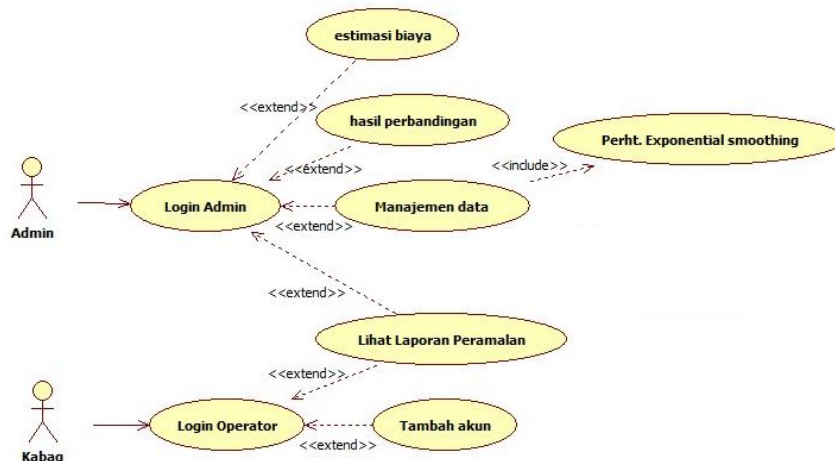 estimasi biaya
<<extend>>
hasil perbandingan
<<extend>>
Perht. Exponential smoothing
<<include>>
Login Admin
Manajemen data
<<extend>>
Admin
<<extend>>
Lihat Laporan Peramalan
<<extend>>
Login Operator
Tambah akun
<<extend>>
Kabag